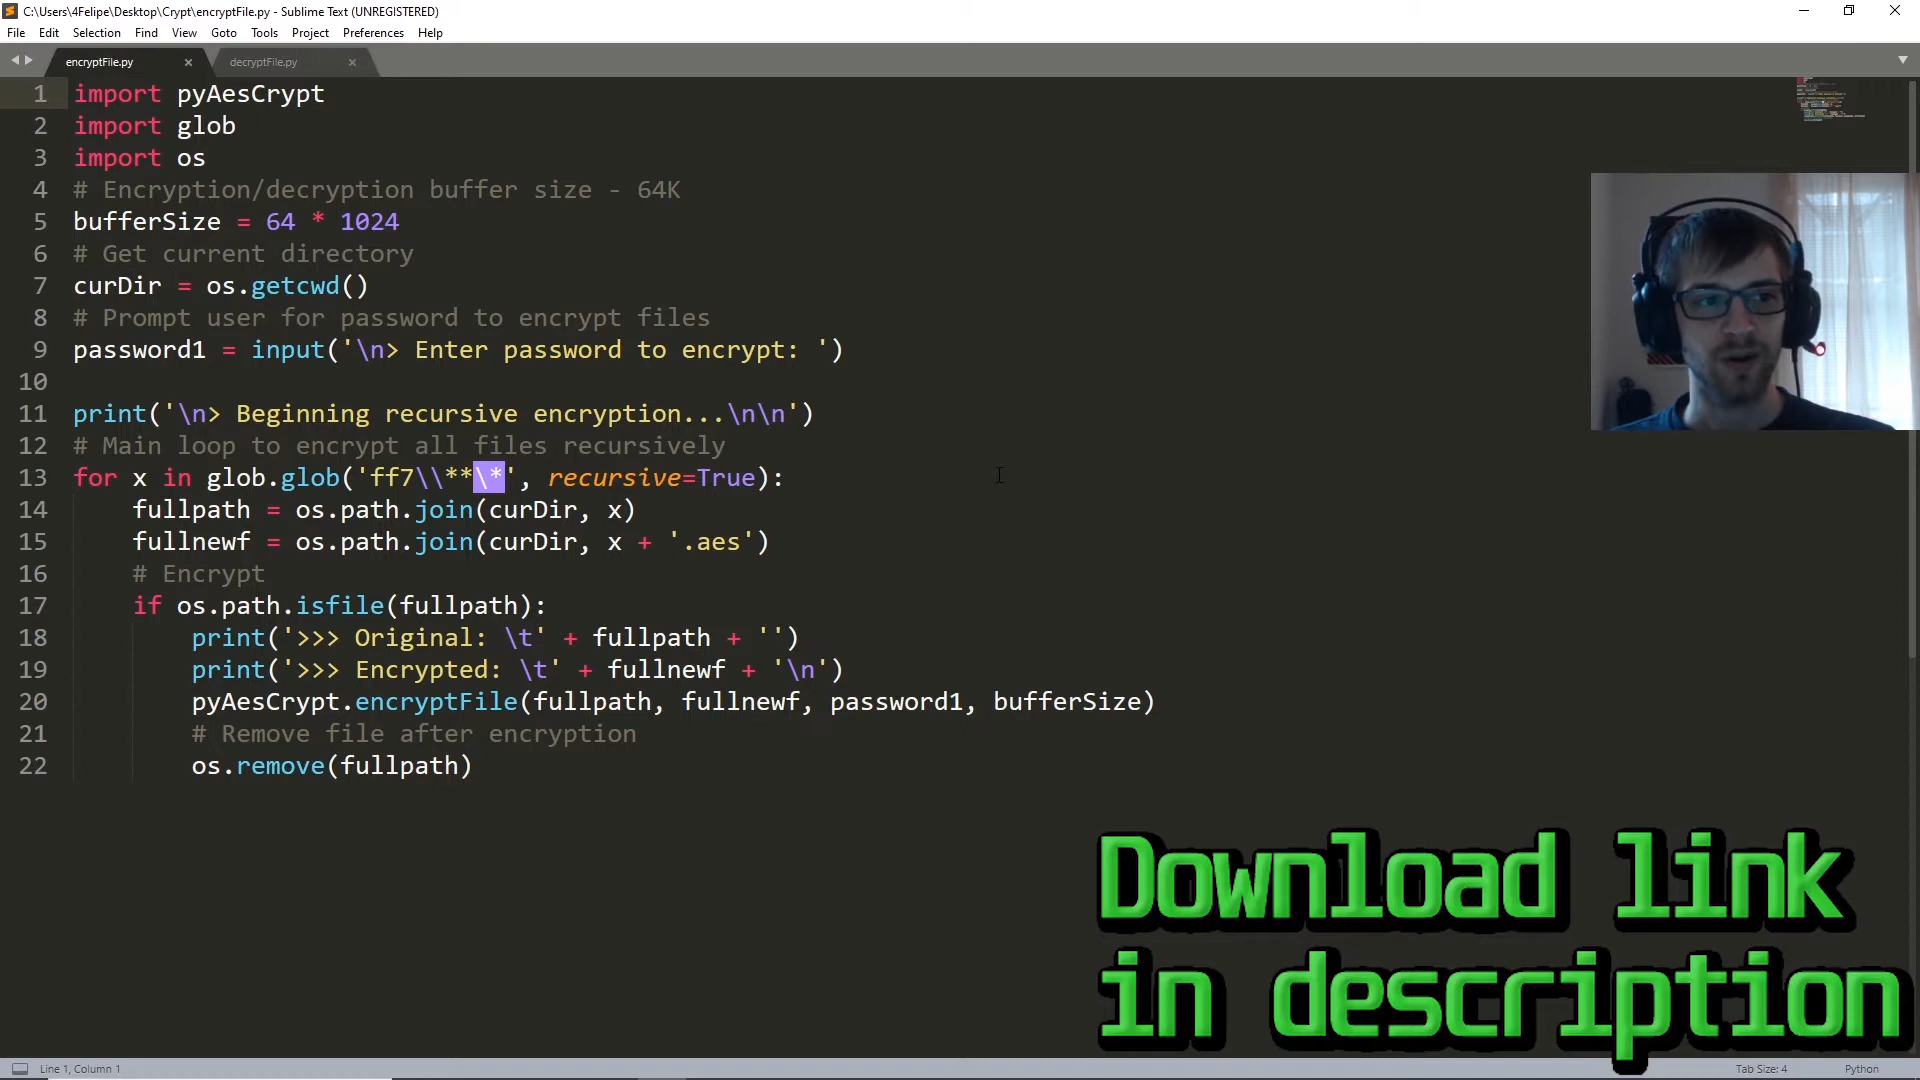 C:\Users\4Felipe\Desktop\Crypt\encryptFile.py - Sublime Text (UNREGISTERED)
File Edit Selection Find View Goto Tools Project Preferences Help
encryptFile.py × decryptFile.py ×
1 import pyAesCrypt
2 import glob
3 import os
4 # Encryption/decryption buffer size - 64K
5 bufferSize = 64 * 1024
6 # Get current directory
7 curDir = os.getcwd()
8 # Prompt user for password to encrypt files
9 password1 = input('\n> Enter password to encrypt: ')
10
11 print('\n> Beginning recursive encryption...\n\n')
12 # Main loop to encrypt all files recursively
13 for x in glob.glob('ff7\\**\*', recursive=True):
14     fullpath = os.path.join(curDir, x)
15     fullnewf = os.path.join(curDir, x + '.aes')
16     # Encrypt
17     if os.path.isfile(fullpath):
18         print('>>> Original: \t' + fullpath + '')
19         print('>>> Encrypted: \t' + fullnewf + '\n')
20         pyAesCrypt.encryptFile(fullpath, fullnewf, password1, bufferSize)
21         # Remove file after encryption
22         os.remove(fullpath)
Download link
in description
Line 1, Column 1 Tab Size: 4 Python